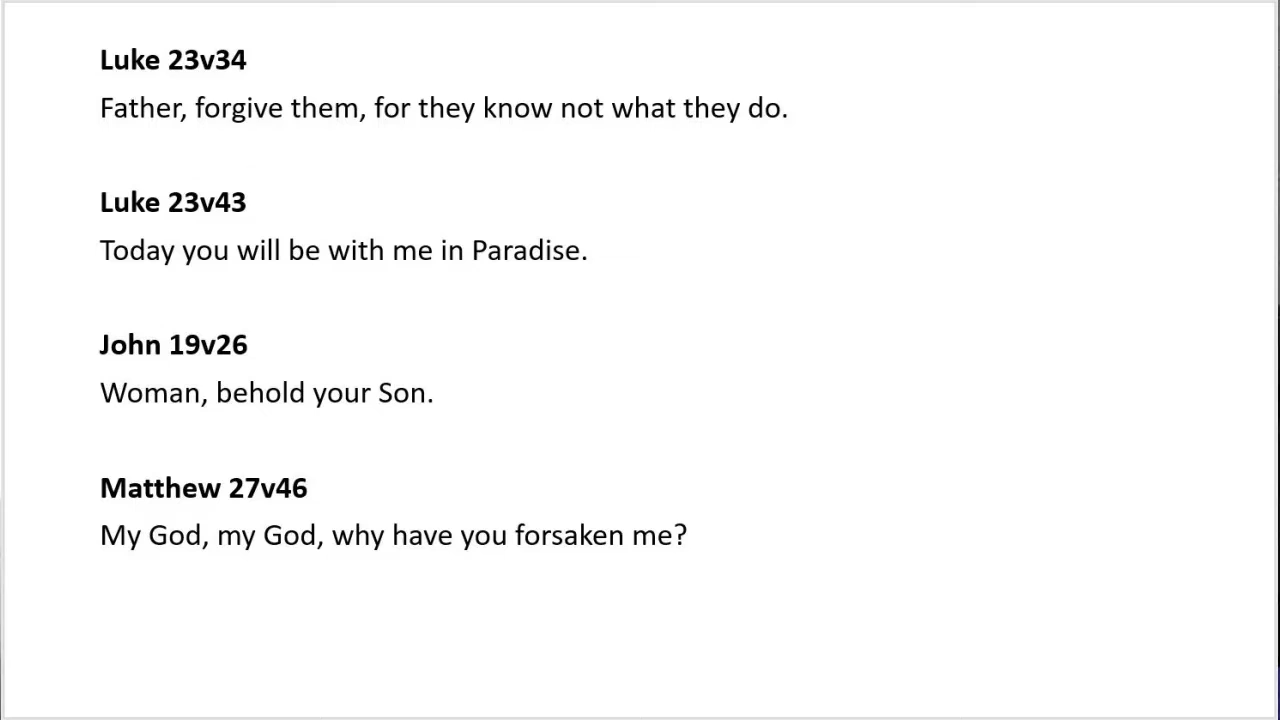 Luke 23v34
Father, forgive them, for they know not what they do.
Luke 23v43
Today you will be with me in Paradise.
John 19v26
Woman, behold your Son.
Matthew 27v46
My God, my God, why have you forsaken me?